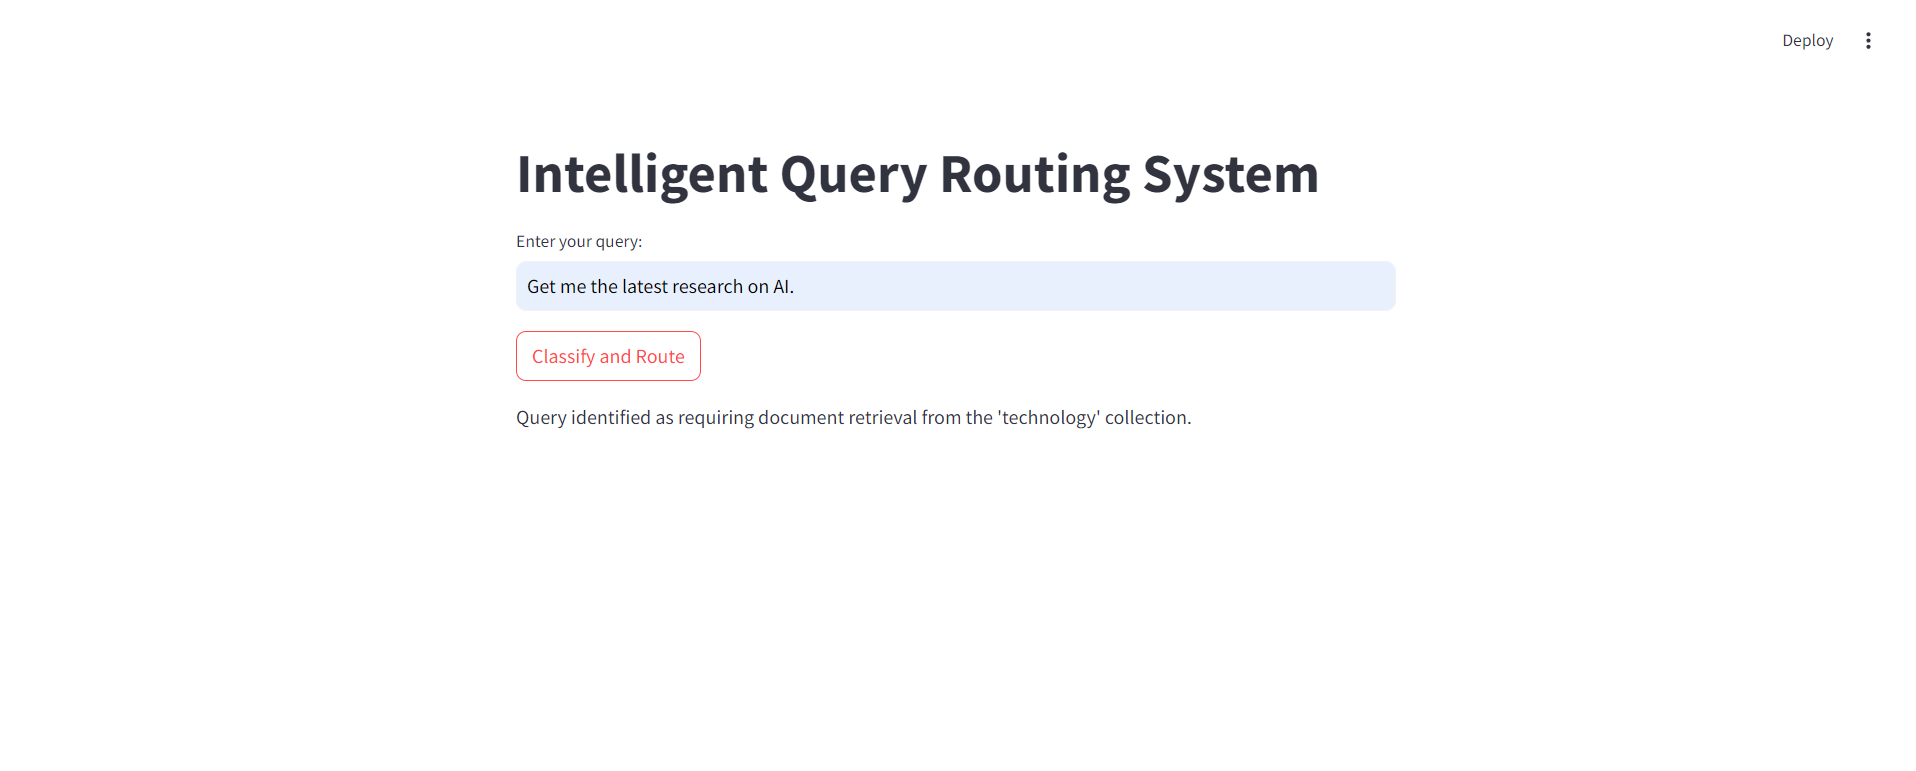 Deploy
Intelligent Query Routing System
Enter your query:
Get me the latest research on AI.
Classify and Route
Query identified as requiring document retrieval from the 'technology' collection.